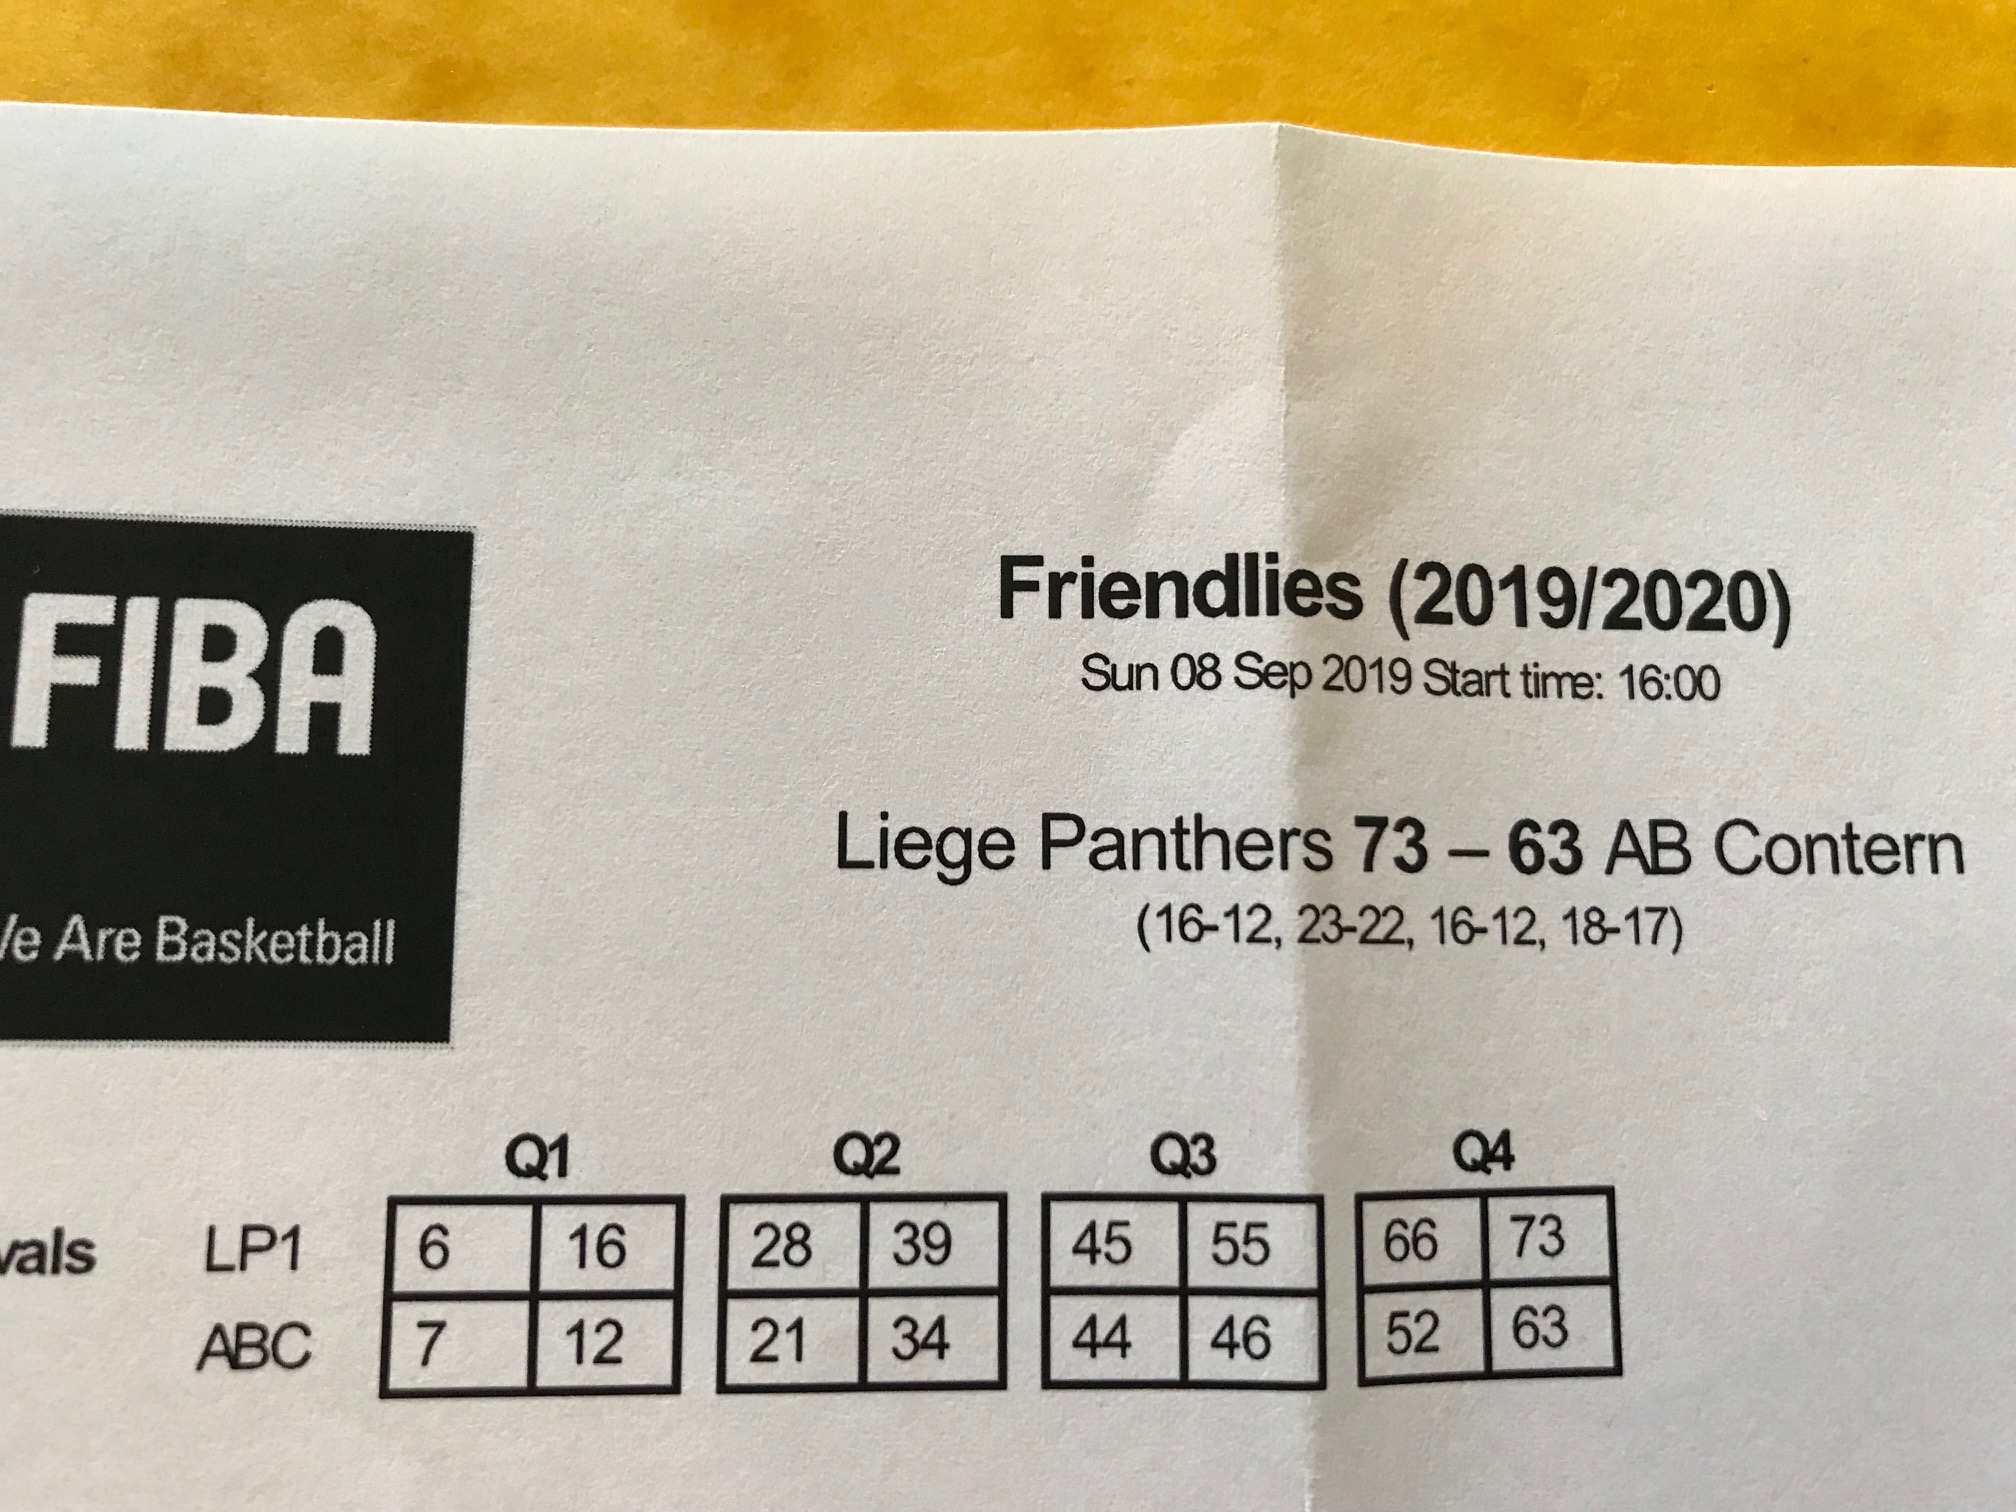 Friendlies (2019/2020)
Sun 08 Sep 2019 Start time: 16:00
FIBA
Liege Panthers 73 – 63 AB Contern
(16-12, 23-22, 16-12, 18-17)
Are Basketball
Q1 Q2 Q3 Q4
LP1 6 16 28 39 45 55 66 73
ABC 7 12 21 34 44 46 52 63